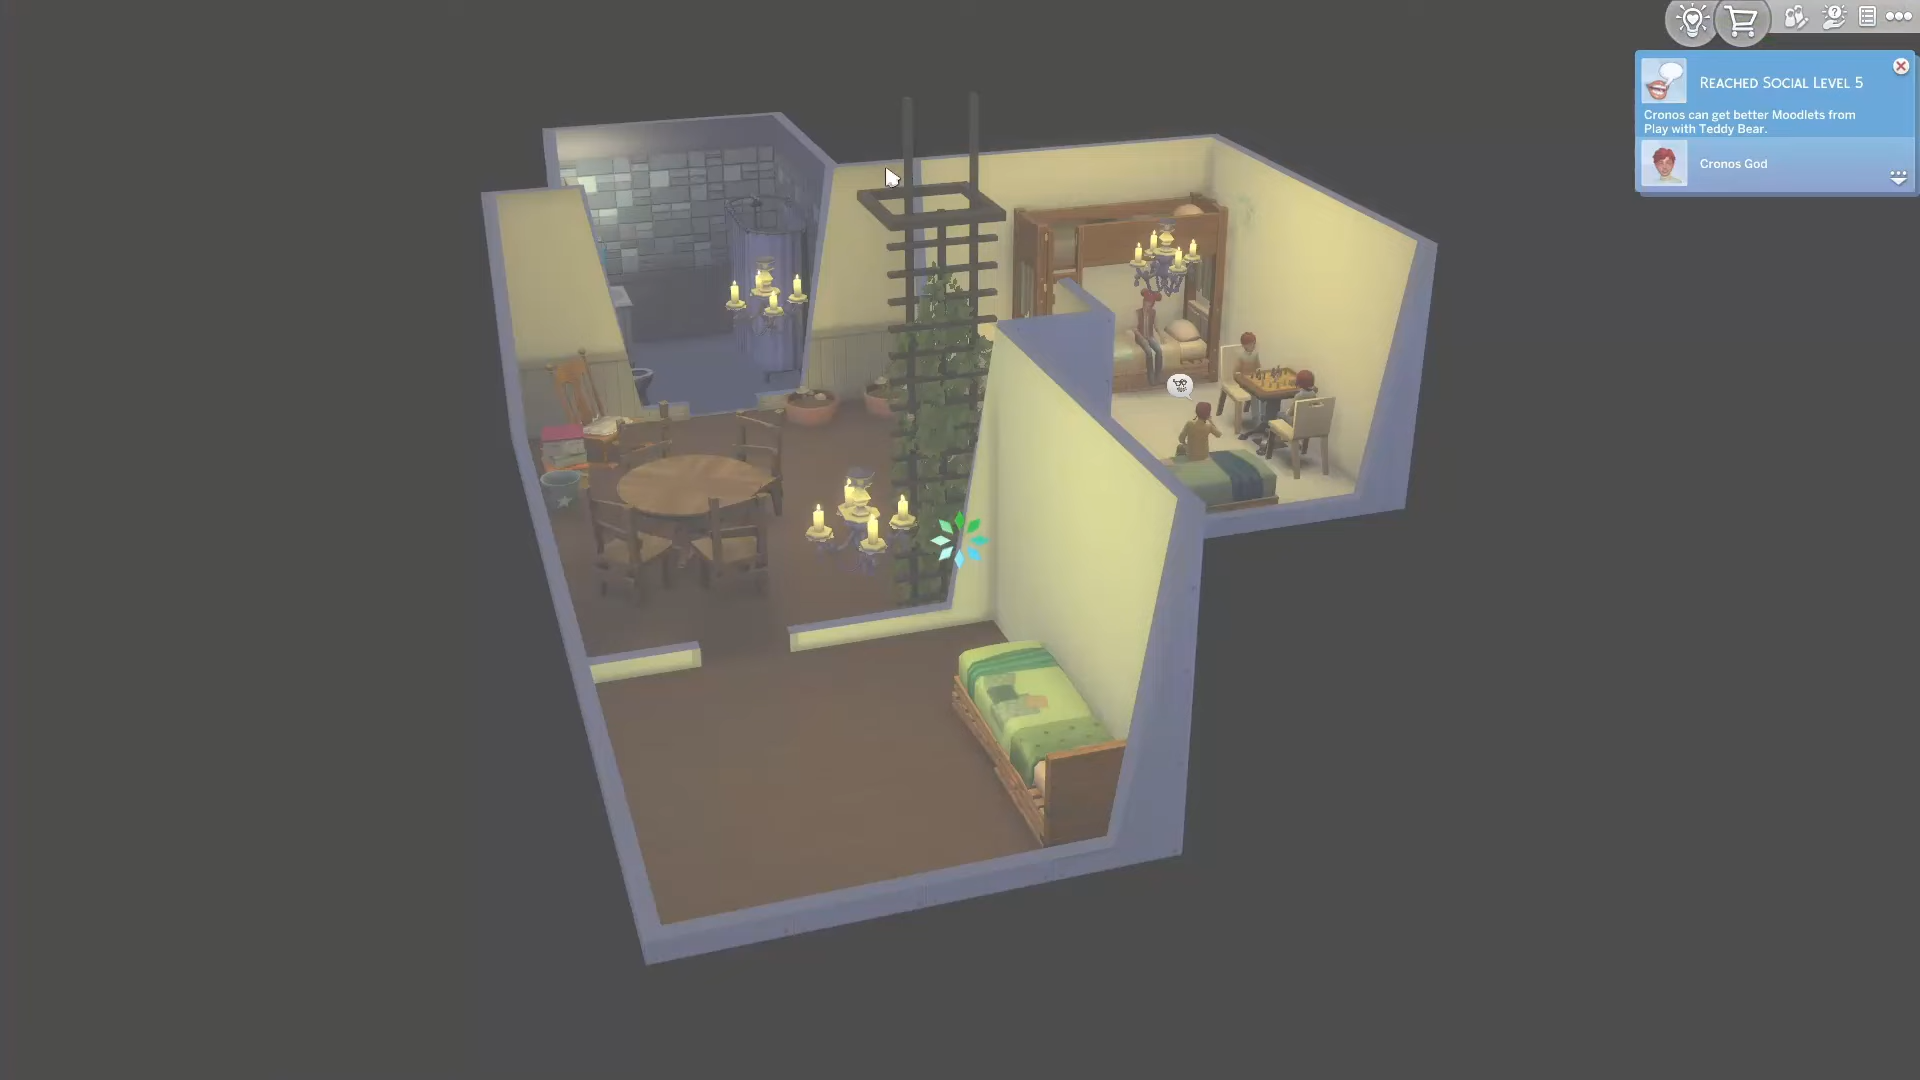 REACHED SOCIAL LEVEL 5
Cronos can get better Moodlets from
Play with Teddy Bear.
Cronos God